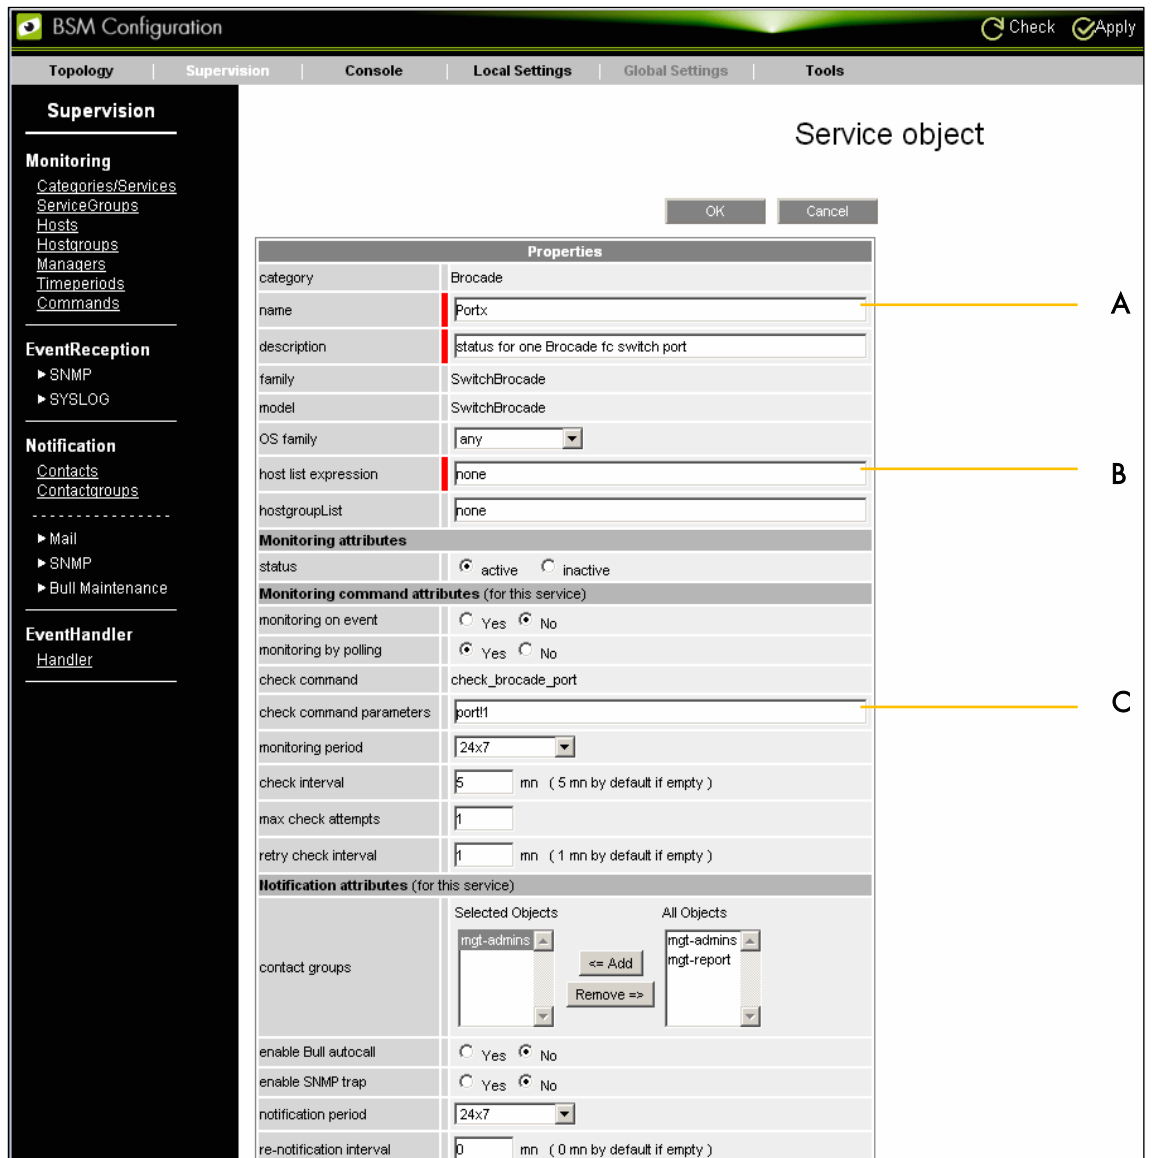 BSM Configuration
Check Apply
Topology Supervision Console Local Settings Global Settings Tools
Supervision
Monitoring
Categories/Services
ServiceGroups
Hosts
Hostgroups
Managers
Timeperiods
Commands
EventReception
SNMP
SYSLOG
Notification
Contacts
Contactgroups
Mail
SNMP
Bull Maintenance
EventHandler
Handler
Service object
OK Cancel
Properties
category Brocade
name Portx A
description status for one Brocade fc switch port
family SwitchBrocade
model SwitchBrocade
OS family any
host list expression none B
hostgroupList none
Monitoring attributes
status active inactive
Monitoring command attributes (for this service)
monitoring on event Yes No
monitoring by polling Yes No
check command check_brocade_port
check command parameters port!1 C
monitoring period 24x7
check interval 5 mn ( 5 mn by default if empty )
max check attempts 1
retry check interval 1 mn ( 1 mn by default if empty )
Notification attributes (for this service)
Selected Objects All Objects
contact groups mgt-admins <= Add Remove => mgt-admins
mgt-report
enable Bull autocall Yes No
enable SNMP trap Yes No
notification period 24x7
re-notification interval 0 mn ( 0 mn by default if empty )